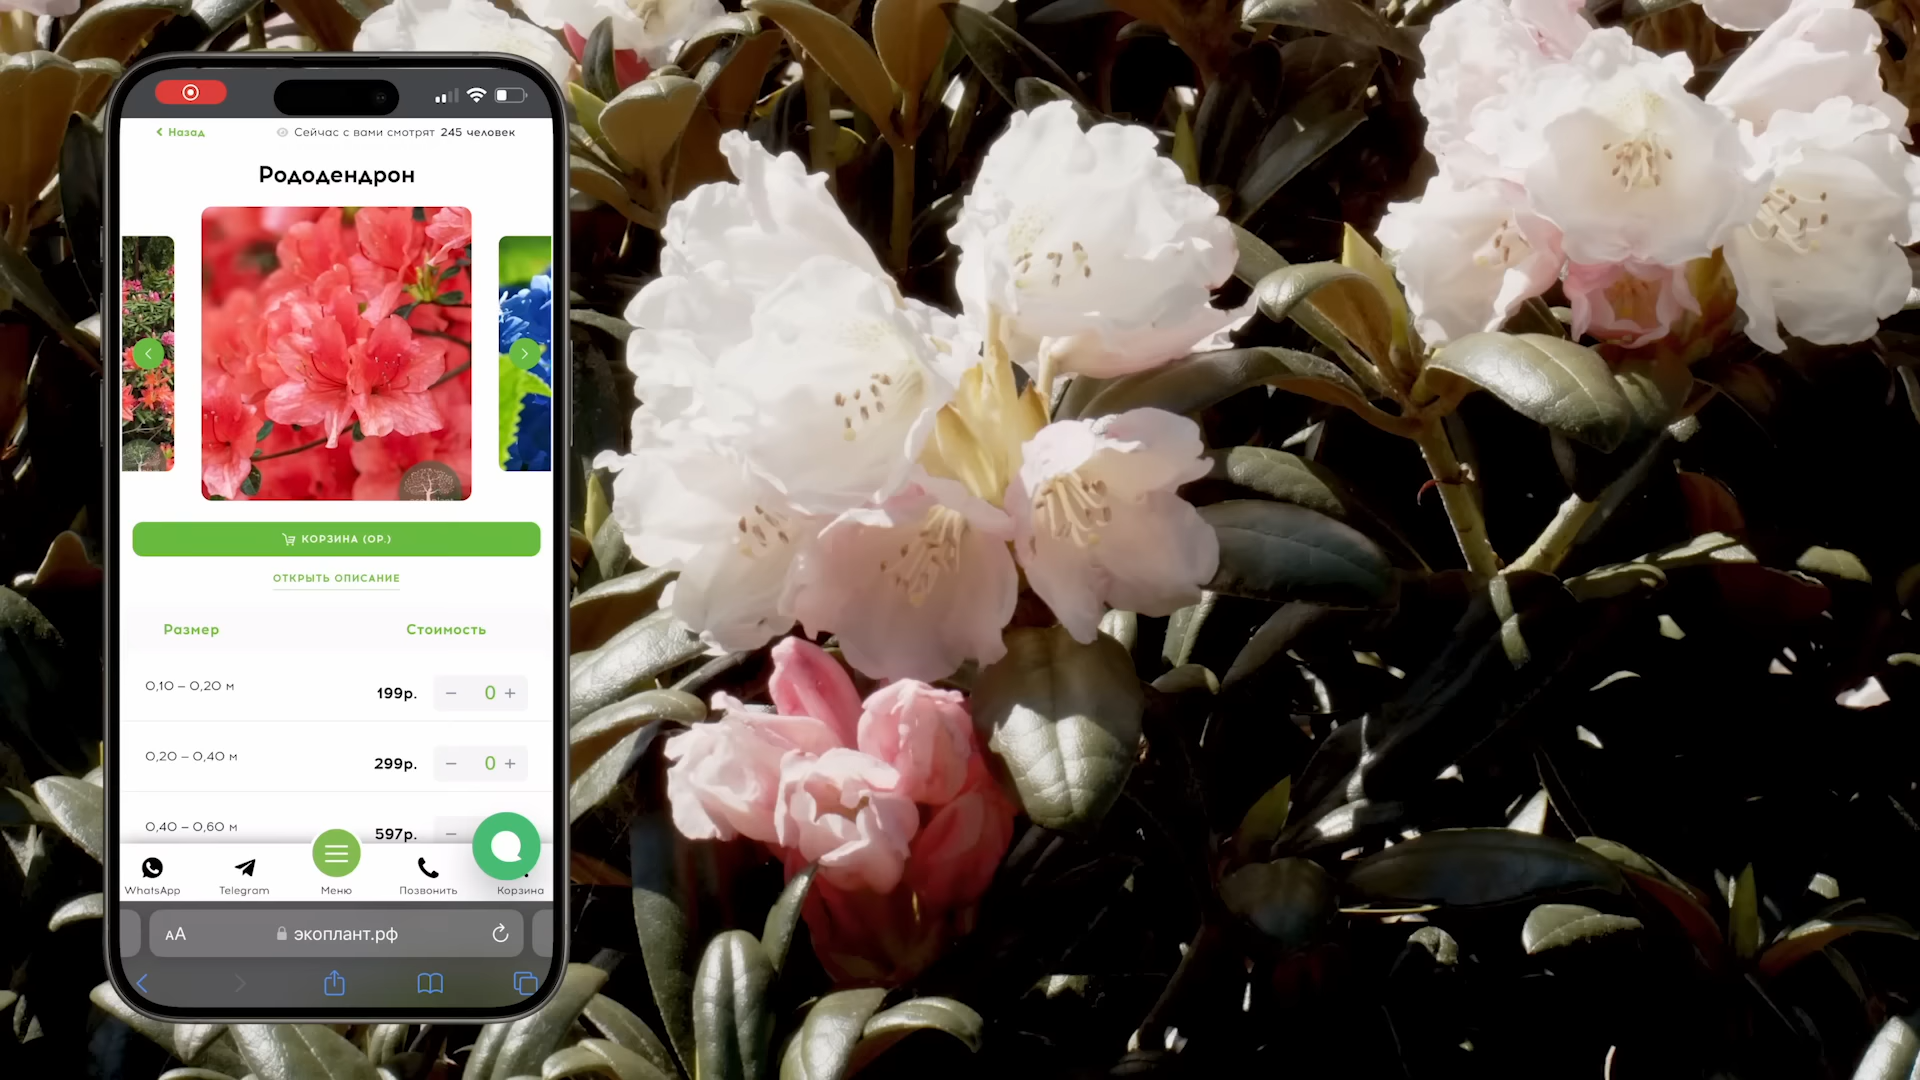 Назад
Сейчас с вами смотрят 245 человек
Рододендрон
КОРЗИНА (0Р.)
ОТКРЫТЬ ОПИСАНИЕ
Размер Стоимость
0,10 – 0,20 м 199р. − 0 +
0,20 – 0,40 м 299р. − 0 +
0,40 – 0,60 м 597р. −
WhatsApp Telegram Меню Позвонить Корзина
AA экоплант.рф